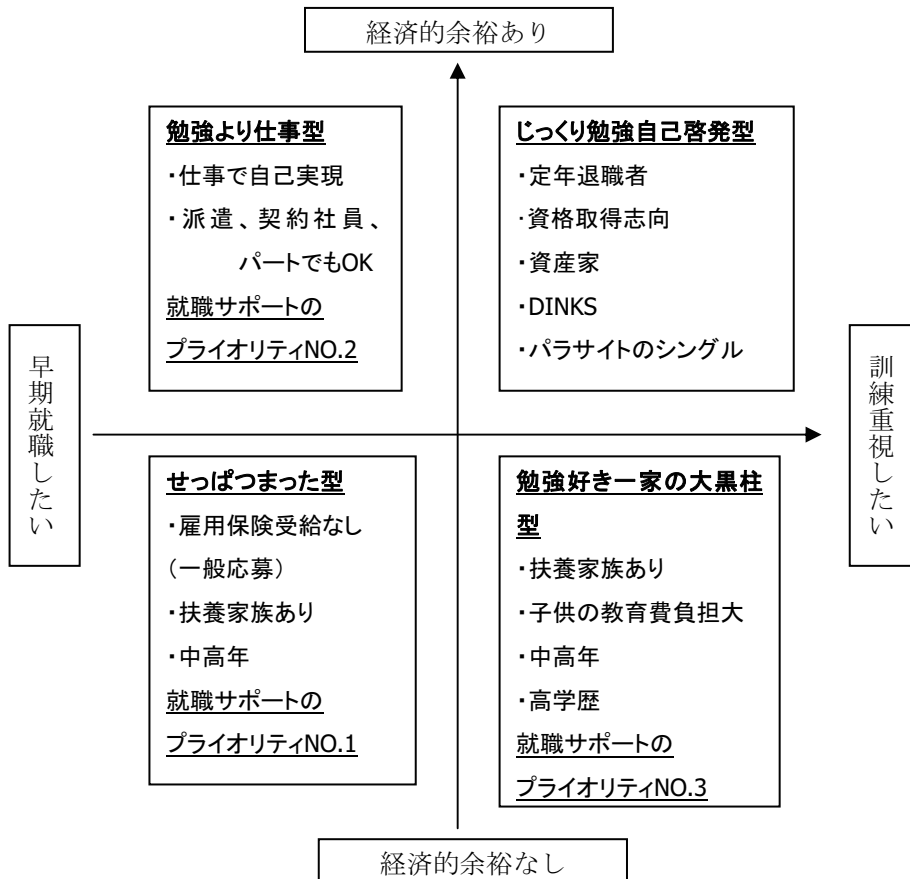 経済的余裕あり
勉強より仕事型
・仕事で自己実現
・派遣、契約社員、
パートでもOK
就職サポートの
プライオリティNO.2
じっくり勉強自己啓発型
・定年退職者
・資格取得志向
・資産家
・DINKS
・パラサイトのシングル
早期就職したい
訓練重視したい
せっぱつまった型
・雇用保険受給なし
（一般応募）
・扶養家族あり
・中高年
就職サポートの
プライオリティNO.1
勉強好き一家の大黒柱
型
・扶養家族あり
・子供の教育費負担大
・中高年
・高学歴
就職サポートの
プライオリティNO.3
経済的余裕なし